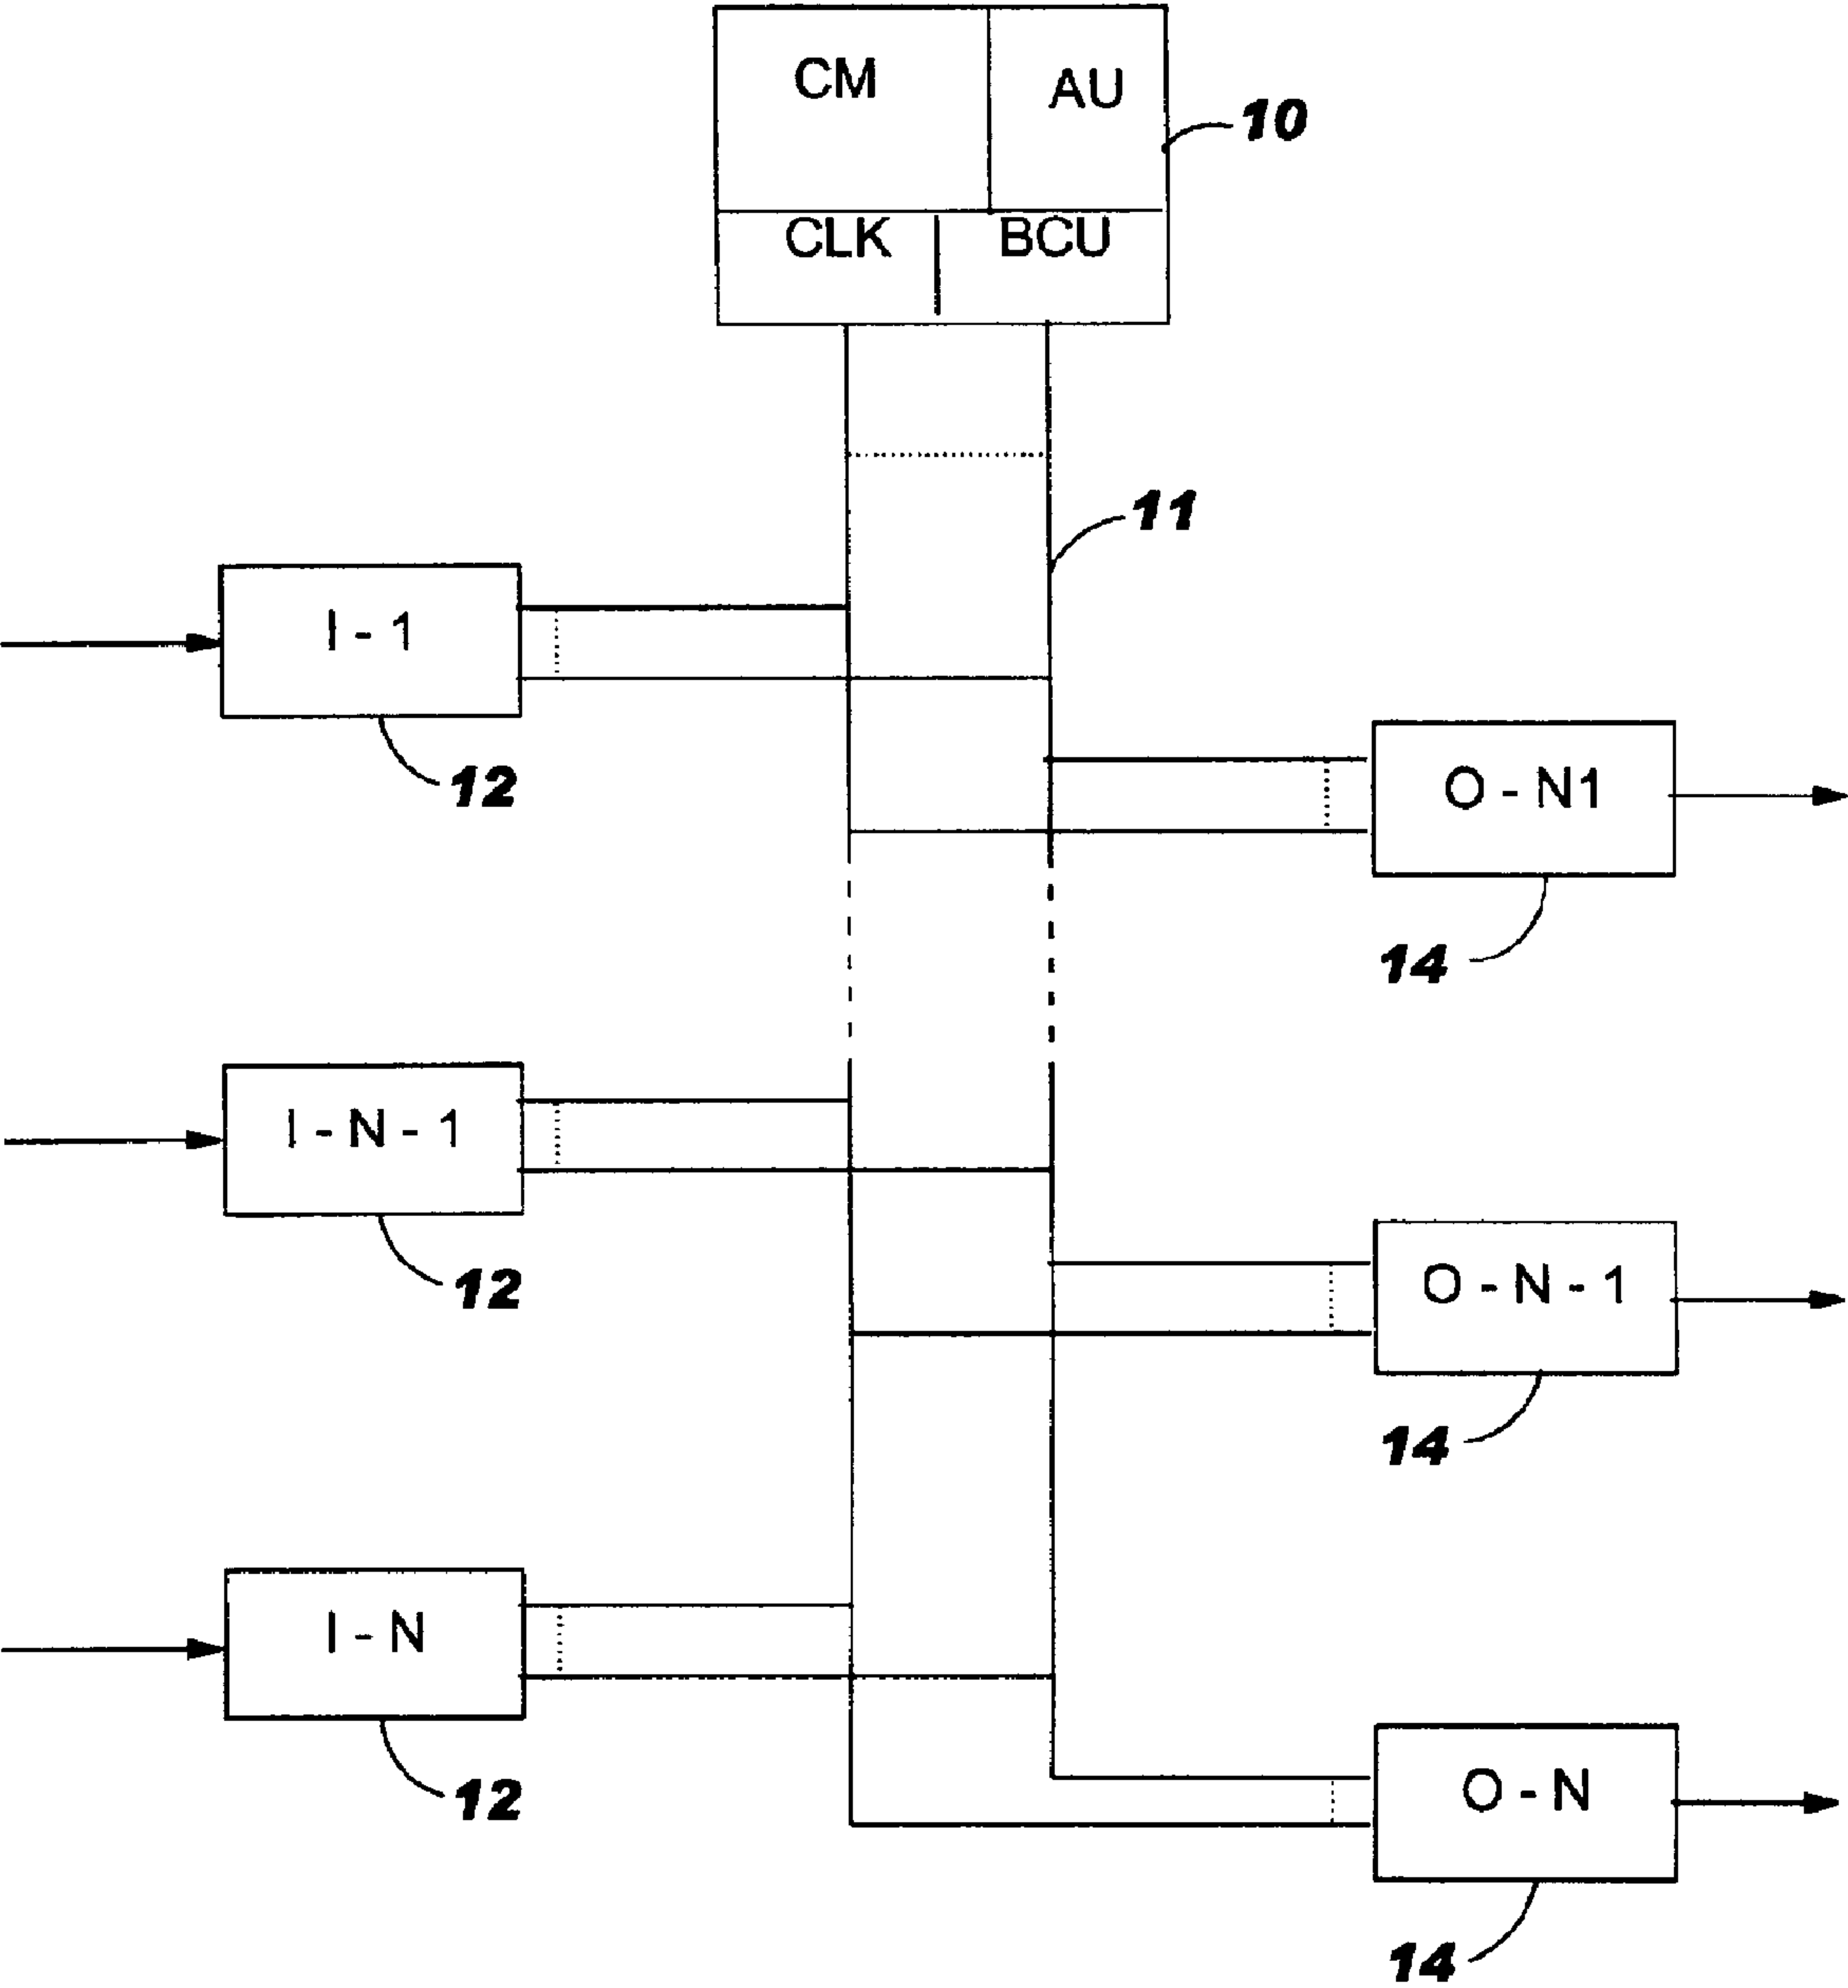 CM AU
10
CLK BCU
11
I - 1
12
O - N1
14
I - N - 1
12
O - N - 1
14
I - N
12
O - N
14